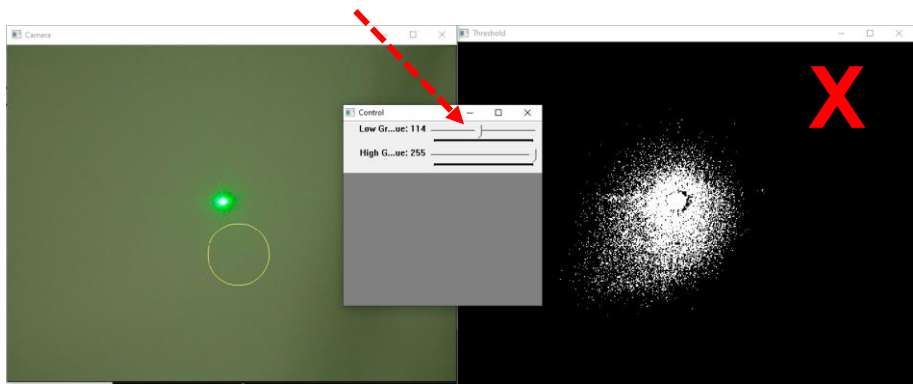 Camera
Threshold
X
Control
Low Gr...ue: 114
High G...ue: 255